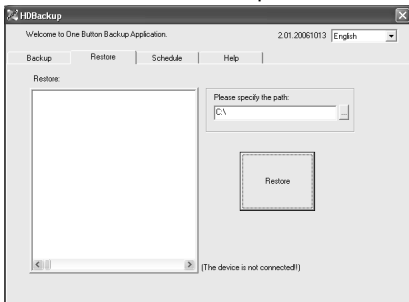 HDBackup
Welcome to One Button Backup Application.
2.01.20061013
English
Backup
Restore
Schedule
Help
Restore:
Please specify the path:
C:\
...
Restore
(The device is not connected!!)